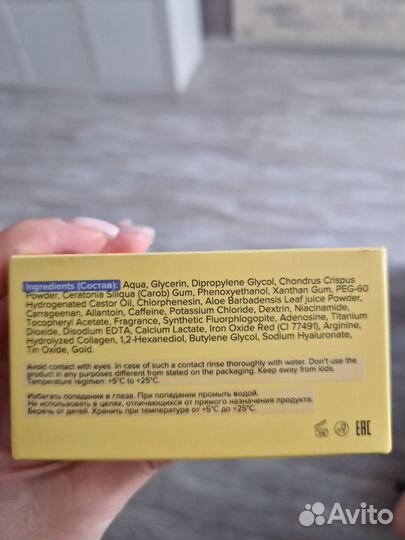 Ingredients (Состав): Aqua, Glycerin, Dipropylene Glycol, Chondrus Crispus
Powder, Ceratonia Siliqua (Carob) Gum, Phenoxyethanol, Xanthan Gum, PEG-60
Hydrogenated Castor Oil, Chlorphenesin, Aloe Barbadensis Leaf juice Powder,
Carrageenan, Allantoin, Caffeine, Potassium Chloride, Dextrin, Niacinamide,
Tocopheryl Acetate, Fragrance, Synthetic Fluorphlogopite, Adenosine, Titanium
Dioxide, Disodium EDTA, Calcium Lactate, Iron Oxide Red (CI 77491), Arginine,
Hydrolyzed Collagen, 1,2-Hexanediol, Butylene Glycol, Sodium Hyaluronate,
Tin Oxide, Gold.
Avoid contact with eyes. In case of such a contact rinse thoroughly with water. Don't use the
product in any purposes different from stated on the packaging. Keep away from kids.
Temperature regimen: +5°C to +25°C.
Избегать попадания в глаза. При попадании промыть водой.
Не использовать в целях, отличающихся от прямого назначения продукта.
Беречь от детей. Хранить при температуре от +5°C до +25°C.
EAC
Avito